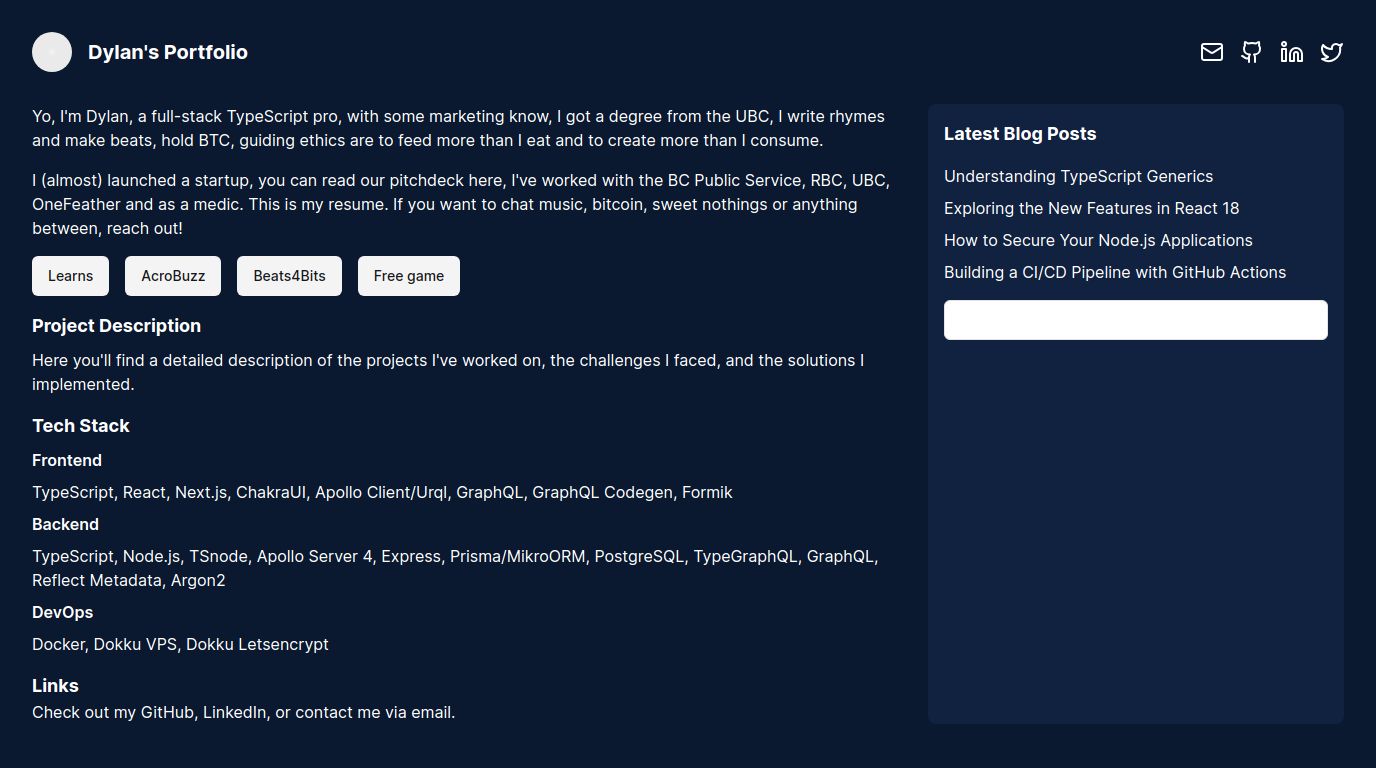 Dylan's Portfolio
Yo, I'm Dylan, a full-stack TypeScript pro, with some marketing know, I got a degree from the UBC, I write rhymes
and make beats, hold BTC, guiding ethics are to feed more than I eat and to create more than I consume.
I (almost) launched a startup, you can read our pitchdeck here, I've worked with the BC Public Service, RBC, UBC,
OneFeather and as a medic. This is my resume. If you want to chat music, bitcoin, sweet nothings or anything
between, reach out!
Learns AcroBuzz Beats4Bits Free game
Project Description
Here you'll find a detailed description of the projects I've worked on, the challenges I faced, and the solutions I
implemented.
Tech Stack
Frontend
TypeScript, React, Next.js, ChakraUI, Apollo Client/Urql, GraphQL, GraphQL Codegen, Formik
Backend
TypeScript, Node.js, TSnode, Apollo Server 4, Express, Prisma/MikroORM, PostgreSQL, TypeGraphQL, GraphQL,
Reflect Metadata, Argon2
DevOps
Docker, Dokku VPS, Dokku Letsencrypt
Links
Check out my GitHub, LinkedIn, or contact me via email.
Latest Blog Posts
Understanding TypeScript Generics
Exploring the New Features in React 18
How to Secure Your Node.js Applications
Building a CI/CD Pipeline with GitHub Actions